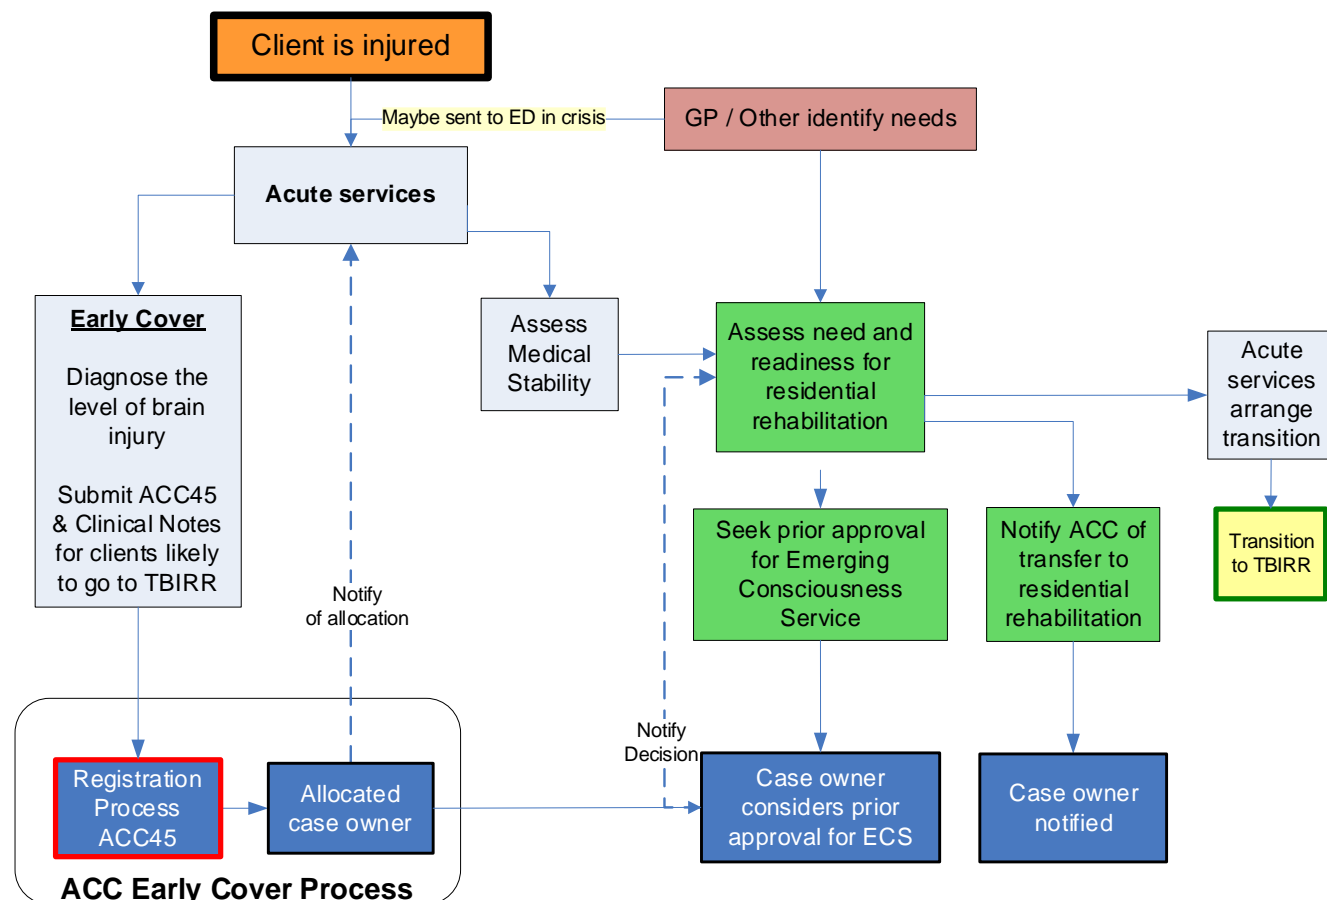 Client is injured
Maybe sent to ED in crisis
GP / Other identify needs
Acute services
Early Cover
Diagnose the
level of brain
injury
Submit ACC45
& Clinical Notes
for clients likely
to go to TBIRR
Assess
Medical
Stability
Assess need and
readiness for
residential
rehabilitation
Acute
services
arrange
transition
Seek prior approval
for Emerging
Consciousness
Service
Notify ACC of
transfer to
residential
rehabilitation
Transition
to TBIRR
Notify
of allocation
Notify
Decision
Registration
Process
ACC45
Allocated
case owner
Case owner
considers prior
approval for ECS
Case owner
notified
ACC Early Cover Process